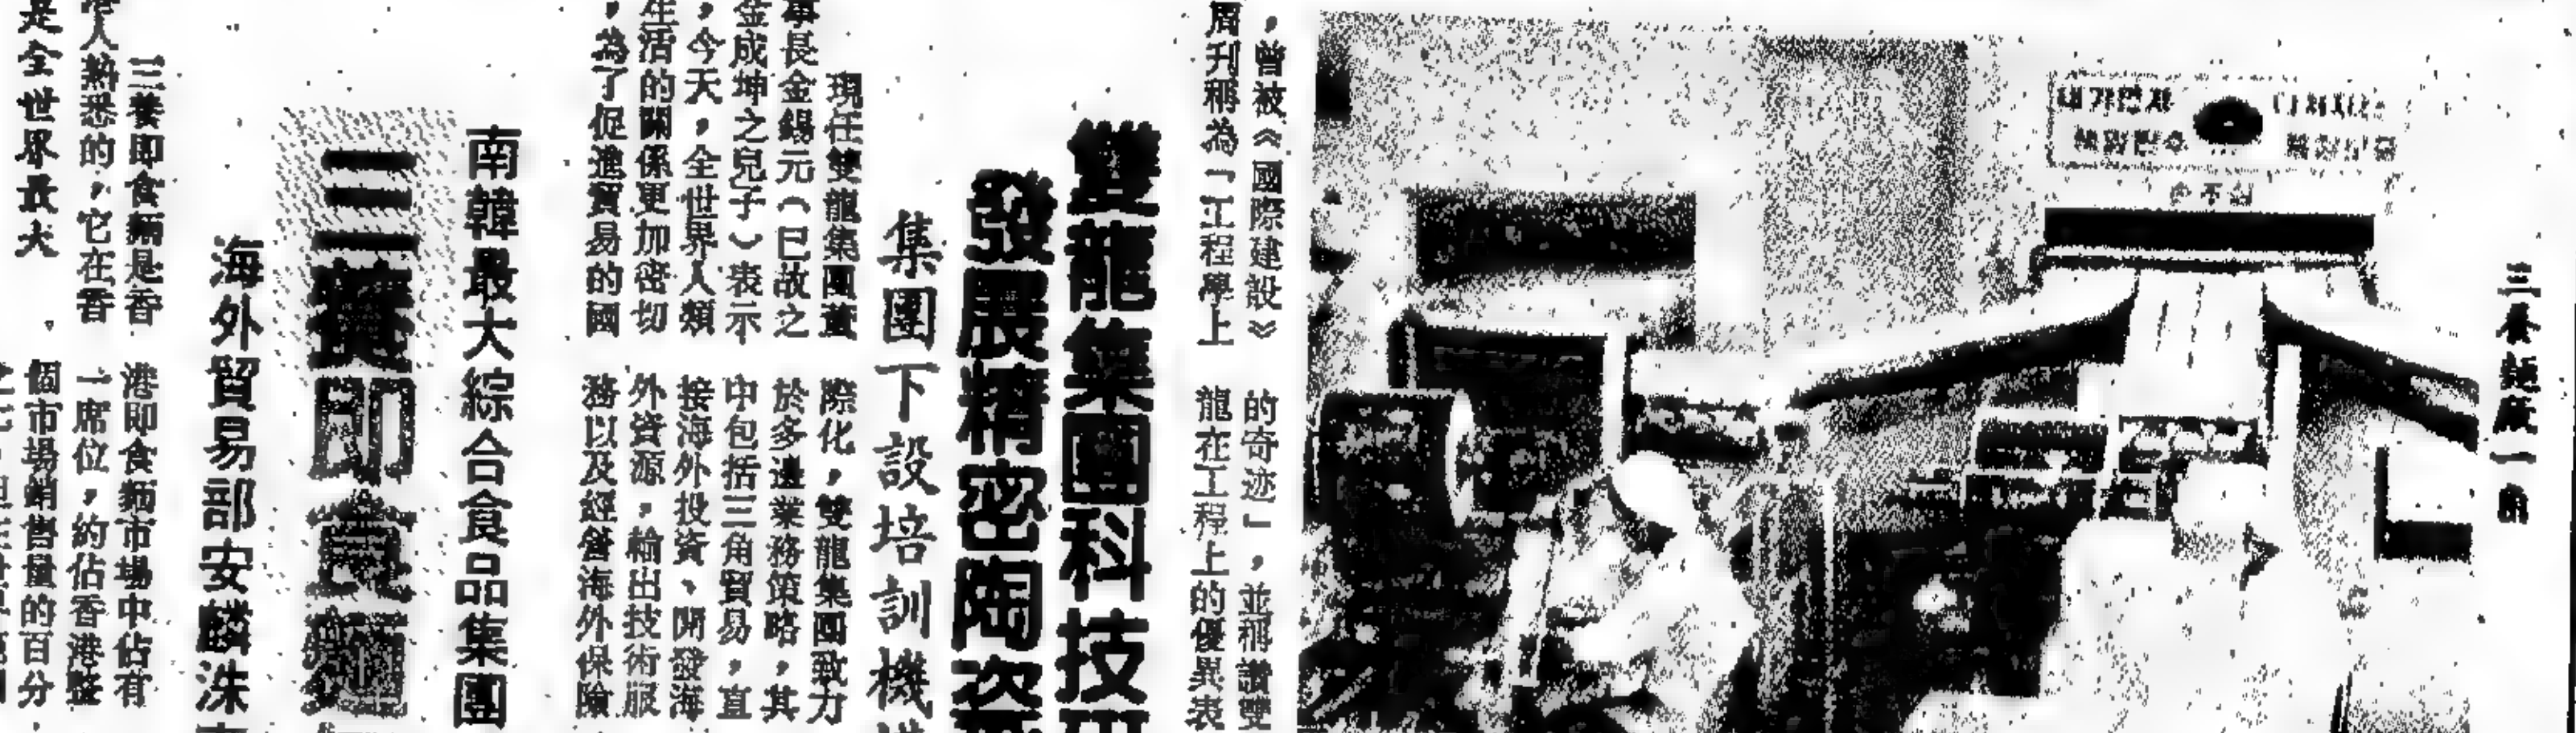 三養麵廠一角
，曾被《國際建設》
周刊稱為「工程學上
的奇迹」，並稱讚雙
龍在工程上的優異表
雙龍集團科技
發展精密陶瓷
集團下設培訓機
現任雙龍集團董
事長金錫元（已故之
金成坤之兒子）表示
，今天，全世界人類
生活的關係更加密切
，為了促進貿易的國
際化，雙龍集團致力
於多邊業務策略，其
中包括三角貿易，直
接海外投資、開發海
外資源，輸出技術服
務以及經營海外保險
南韓最大綜合食品集團
三養即食麵
海外貿易部安麟洙
三養即食麵是香
港人熟悉的，它在香
港即食麵市場中佔有
一席位，約佔香港整
個市場銷售量的百分
是全世界最大